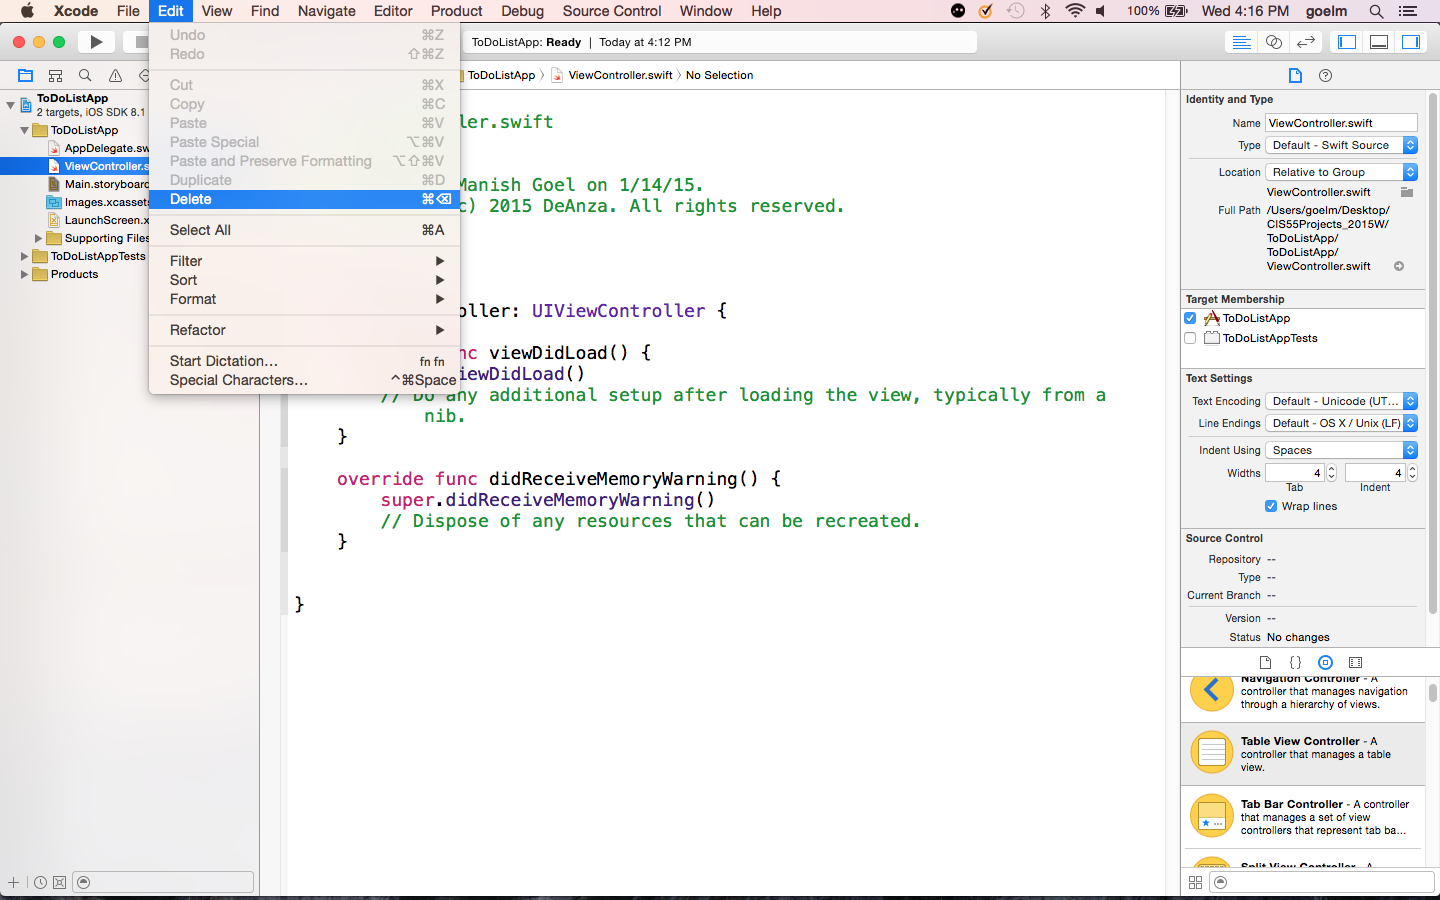 Xcode File Edit View Find Navigate Editor Product Debug Source Control Window Help 100% Wed 4:16 PM goelm
ToDoListApp: Ready | Today at 4:12 PM
ToDoListApp ViewController.swift No Selection
ToDoListApp
2 targets, iOS SDK 8.1
ToDoListApp
AppDelegate.sw
ViewController.s
Main.storyboard
Images.xcassets
LaunchScreen.x
Supporting Files
ToDoListAppTests
Products
Undo ⌘Z
Redo ⇧⌘Z
Cut ⌘X
Copy ⌘C
Paste ⌘V
Paste Special ⌥⌘V
Paste and Preserve Formatting ⌥⇧⌘V
Duplicate ⌘D
Delete ⌘⌫
Select All ⌘A
Filter
Sort
Format
Refactor
Start Dictation... fn fn
Special Characters... ^⌘Space
ler.swift
Manish Goel on 1/14/15.
c) 2015 DeAnza. All rights reserved.
oller: UIViewController {
nc viewDidLoad() {
iewDidLoad()
// Do any additional setup after loading the view, typically from a
nib.
}
override func didReceiveMemoryWarning() {
super.didReceiveMemoryWarning()
// Dispose of any resources that can be recreated.
}
}
Identity and Type
Name ViewController.swift
Type Default - Swift Source
Location Relative to Group
ViewController.swift
Full Path /Users/goelm/Desktop/
CIS55Projects_2015W/
ToDoListApp/
ToDoListApp/
ViewController.swift
Target Membership
ToDoListApp
ToDoListAppTests
Text Settings
Text Encoding Default - Unicode (UT...
Line Endings Default - OS X / Unix (LF)
Indent Using Spaces
Widths 4 4
Tab Indent
Wrap lines
Source Control
Repository --
Type --
Current Branch --
Version --
Status No changes
Navigation Controller - A
controller that manages navigation
through a hierarchy of views.
Table View Controller - A
controller that manages a table
view.
Tab Bar Controller - A controller
that manages a set of view
controllers that represent tab ba...
Split View Controller - A